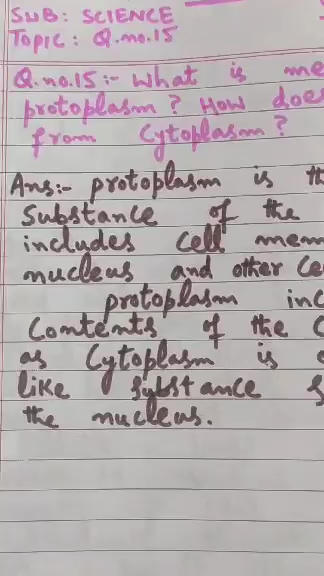 SUB: SCIENCE
Topic: Q.no.15
Q.no.15:- What is me
protoplasm? How does
from Cytoplasm?
Ans:- protoplasm is th
Substance of the
includes cell mem
nucleus and other Ce
protoplasm inc
Contents of the C
as Cytoplasm is
like Substance
the nucleus.